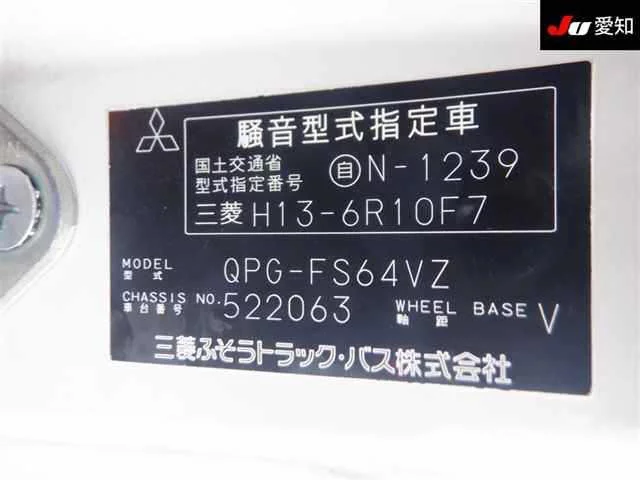 JU 愛知
騒音型式指定車
国土交通省
型式指定番号 自 N-1239
三菱 H13-6R10F7
MODEL
型式 QPG-FS64VZ
CHASSIS NO.
車台番号 522063
WHEEL BASE
軸距 V
三菱ふそうトラック・バス株式会社